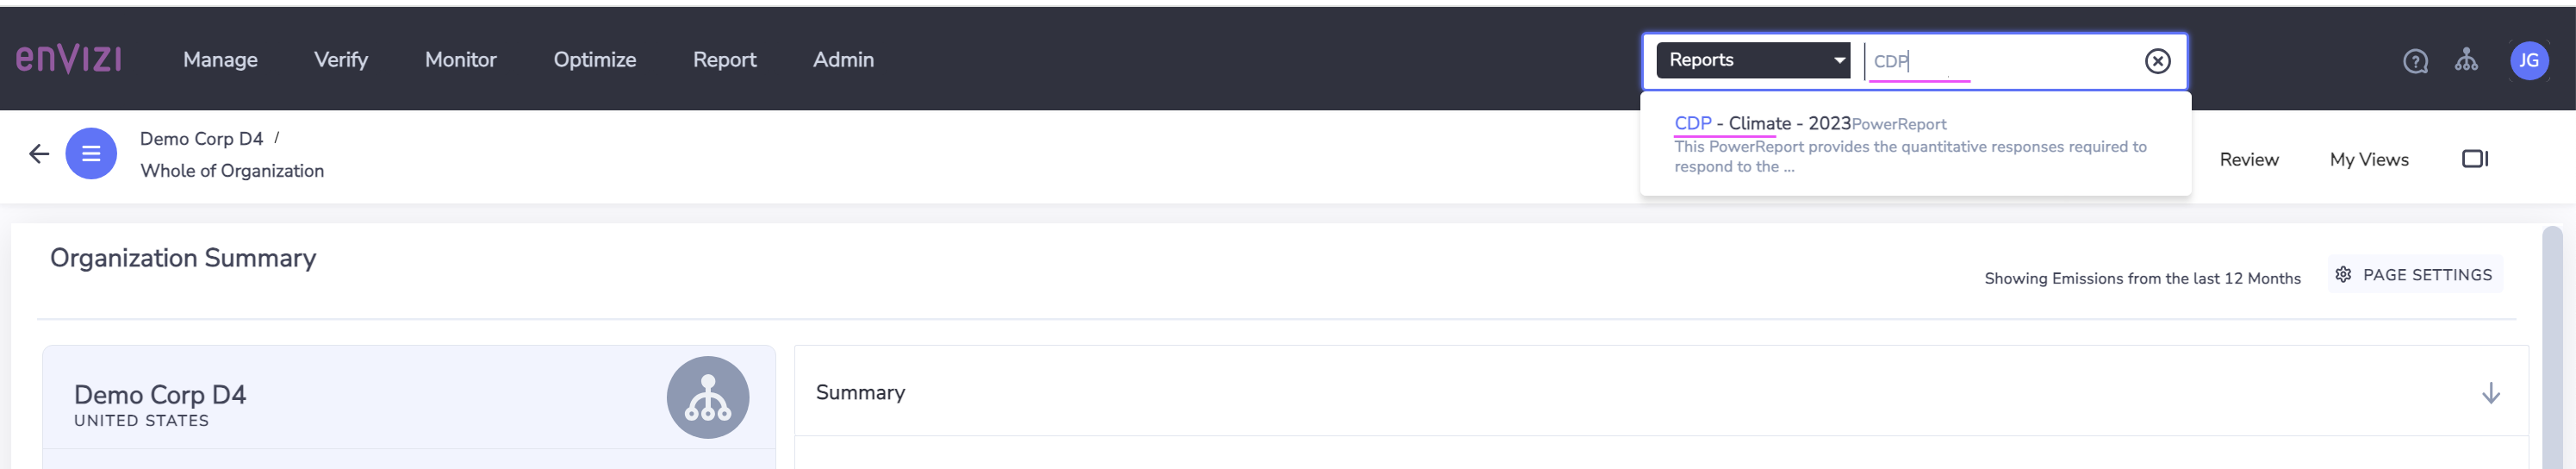 enVIZI
Manage Verify Monitor Optimize Report Admin
Reports CDP
JG
CDP - Climate - 2023PowerReport
This PowerReport provides the quantitative responses required to
respond to the ...
Demo Corp D4 /
Whole of Organization
Review My Views
Organization Summary
Showing Emissions from the last 12 Months
PAGE SETTINGS
Demo Corp D4
UNITED STATES
Summary